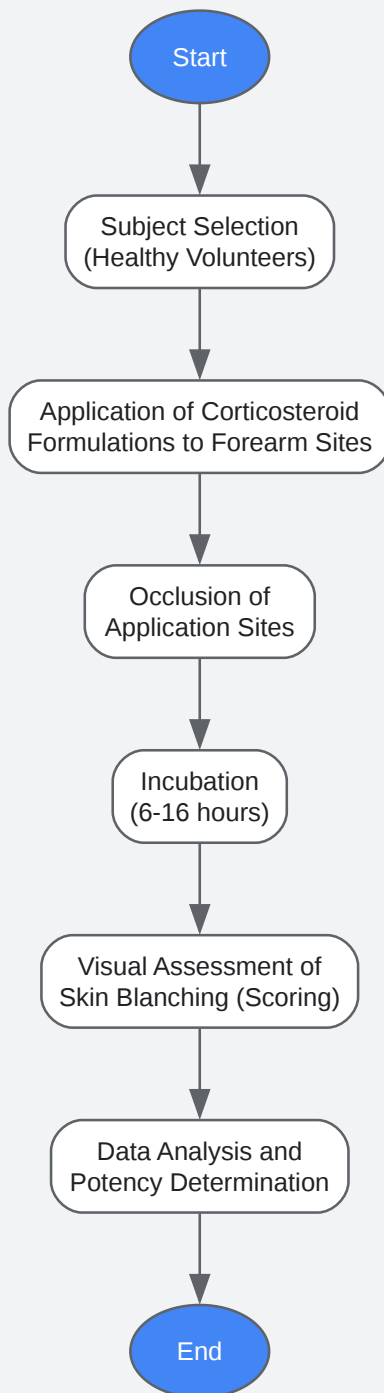 Start
Subject Selection
(Healthy Volunteers)
Application of Corticosteroid
Formulations to Forearm Sites
Occlusion of
Application Sites
Incubation
(6-16 hours)
Visual Assessment of
Skin Blanching (Scoring)
Data Analysis and
Potency Determination
End